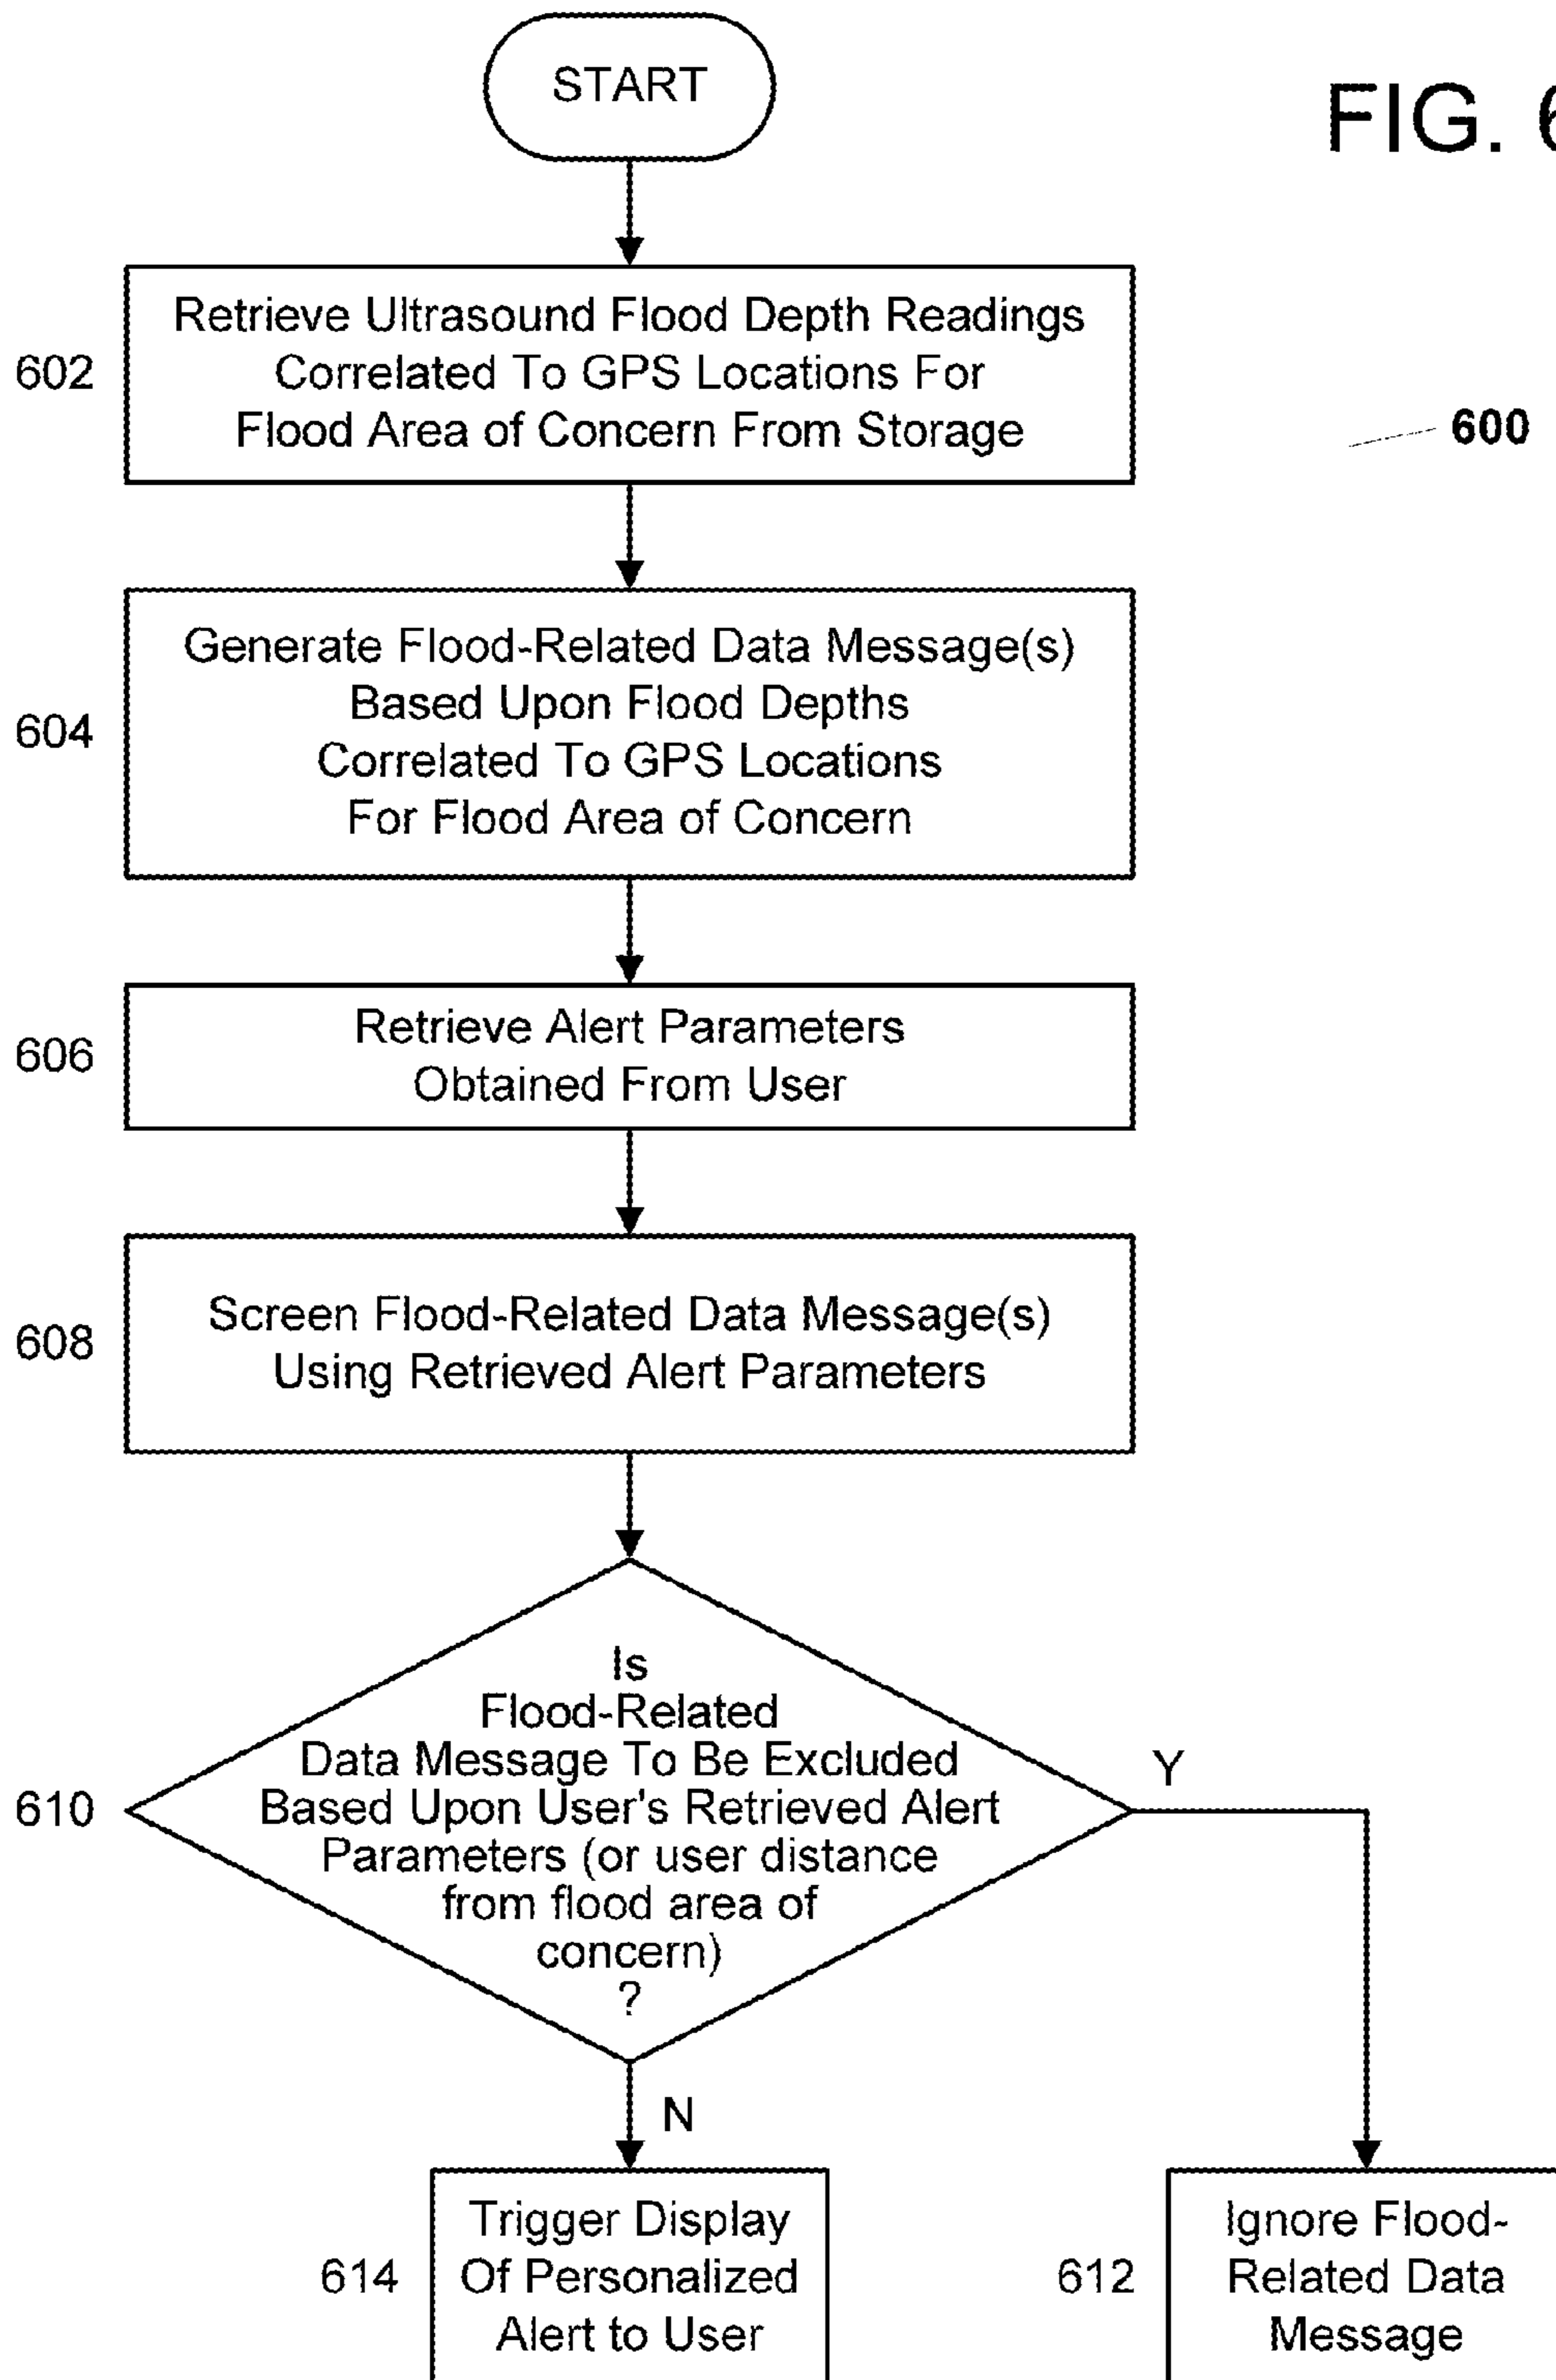 START
FIG. 6
602
Retrieve Ultrasound Flood Depth Readings
Correlated To GPS Locations For
Flood Area of Concern From Storage
600
604
Generate Flood-Related Data Message(s)
Based Upon Flood Depths
Correlated To GPS Locations
For Flood Area of Concern
606
Retrieve Alert Parameters
Obtained From User
608
Screen Flood-Related Data Message(s)
Using Retrieved Alert Parameters
610
Is
Flood-Related
Data Message To Be Excluded
Based Upon User's Retrieved Alert
Parameters (or user distance
from flood area of
concern)
?
Y
N
614
Trigger Display
Of Personalized
Alert to User
612
Ignore Flood-
Related Data
Message